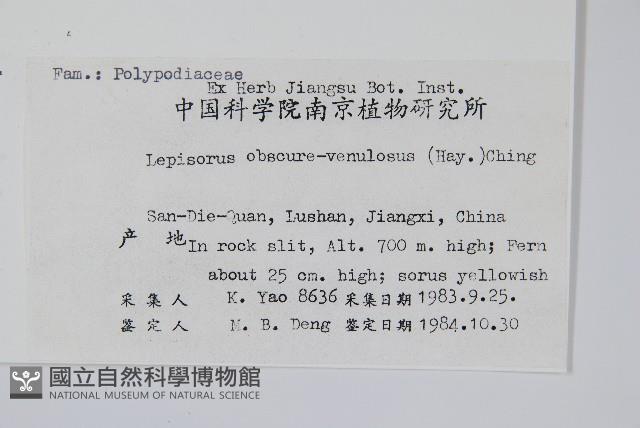 Fam.: Polypodiaceae
Ex Herb Jiangsu Bot. Inst.
中国科学院南京植物研究所
Lepisorus obscure-venulosus (Hay.)Ching
San-Die-Quan, Lushan, Jiangxi, China
产 地 In rock slit, Alt. 700 m. high; Fern
about 25 cm. high; sorus yellowish
采 集 人 K. Yao 8636 采集日期 1983.9.25.
鉴 定 人 M. B. Deng 鉴定日期 1984.10.30
國立自然科學博物館
NATIONAL MUSEUM OF NATURAL SCIENCE